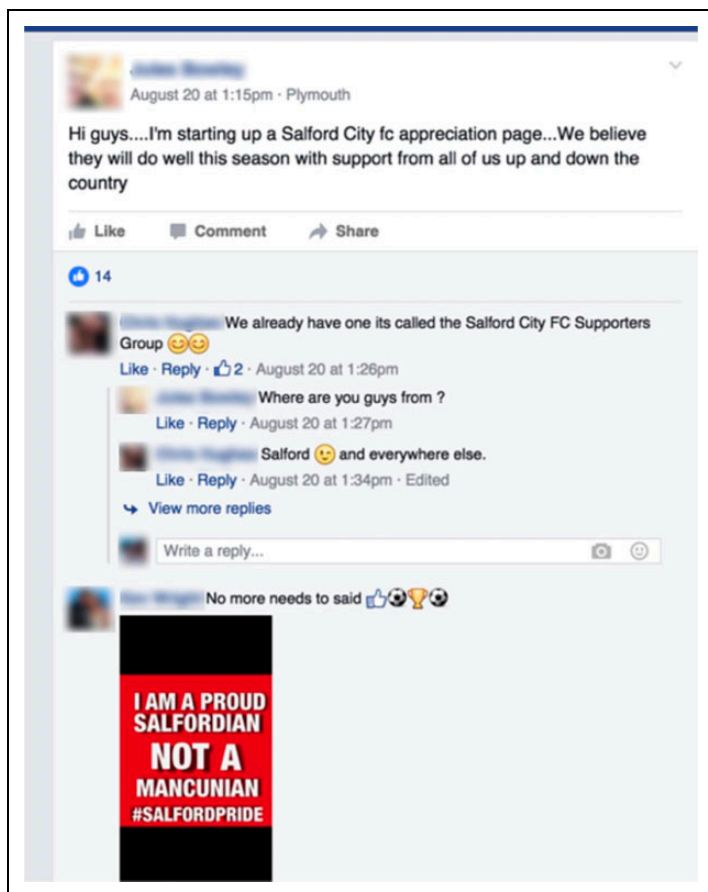 August 20 at 1:15pm · Plymouth
Hi guys....I'm starting up a Salford City fc appreciation page...We believe
they will do well this season with support from all of us up and down the
country
Like Comment Share
14
We already have one its called the Salford City FC Supporters
Group 😊😊
Like · Reply · 2 · August 20 at 1:26pm
Where are you guys from ?
Like · Reply · August 20 at 1:27pm
Salford 😉 and everywhere else.
Like · Reply · August 20 at 1:34pm · Edited
View more replies
Write a reply...
No more needs to said 👍⚽🏆⚽
I AM A PROUD
SALFORDIAN
NOT A
MANCUNIAN
#SALFORDPRIDE